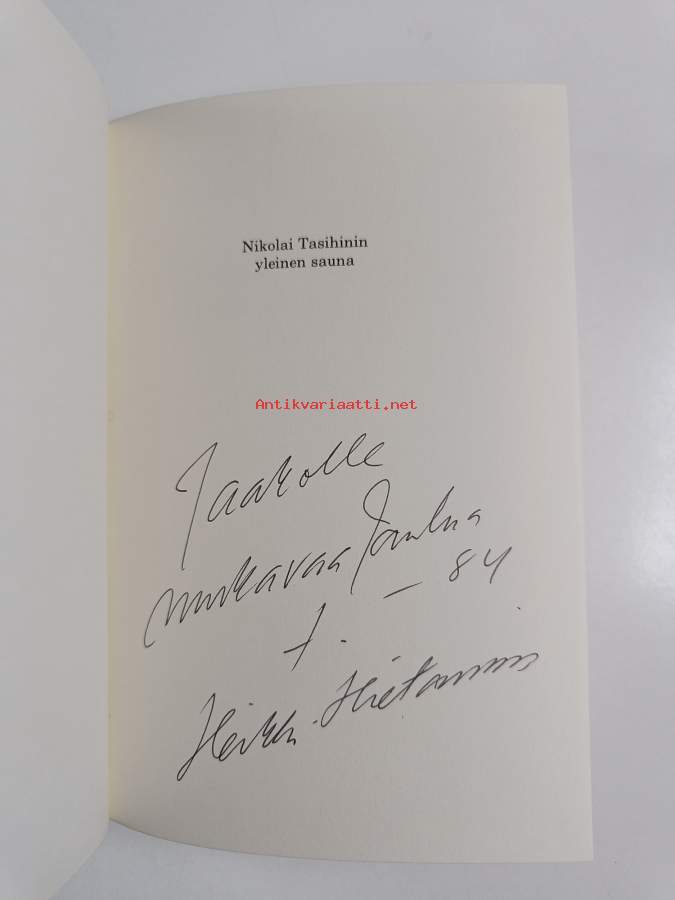 Nikolai Tasihinin
yleinen sauna
Antikvariaatti.net
Jaakolle
mukavaa Joulua
-84
t.
Heikki Hietamies